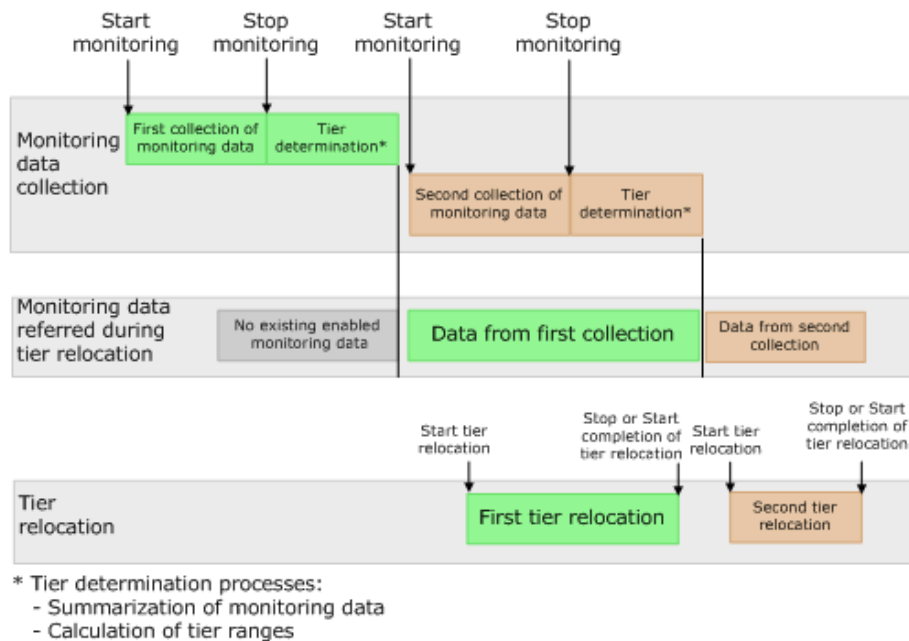 Start
monitoring
Stop
monitoring
Start
monitoring
Stop
monitoring
Monitoring
data
collection
First collection of
monitoring data
Tier
determination*
Second collection of
monitoring data
Tier
determination*
Monitoring data
referred during
tier relocation
No existing enabled
monitoring data
Data from first collection
Data from second
collection
Start tier
relocation
Stop or Start
completion of
tier relocation
Start tier
relocation
Stop or Start
completion of
tier relocation
Tier
relocation
First tier relocation
Second tier
relocation
* Tier determination processes:
- Summarization of monitoring data
- Calculation of tier ranges